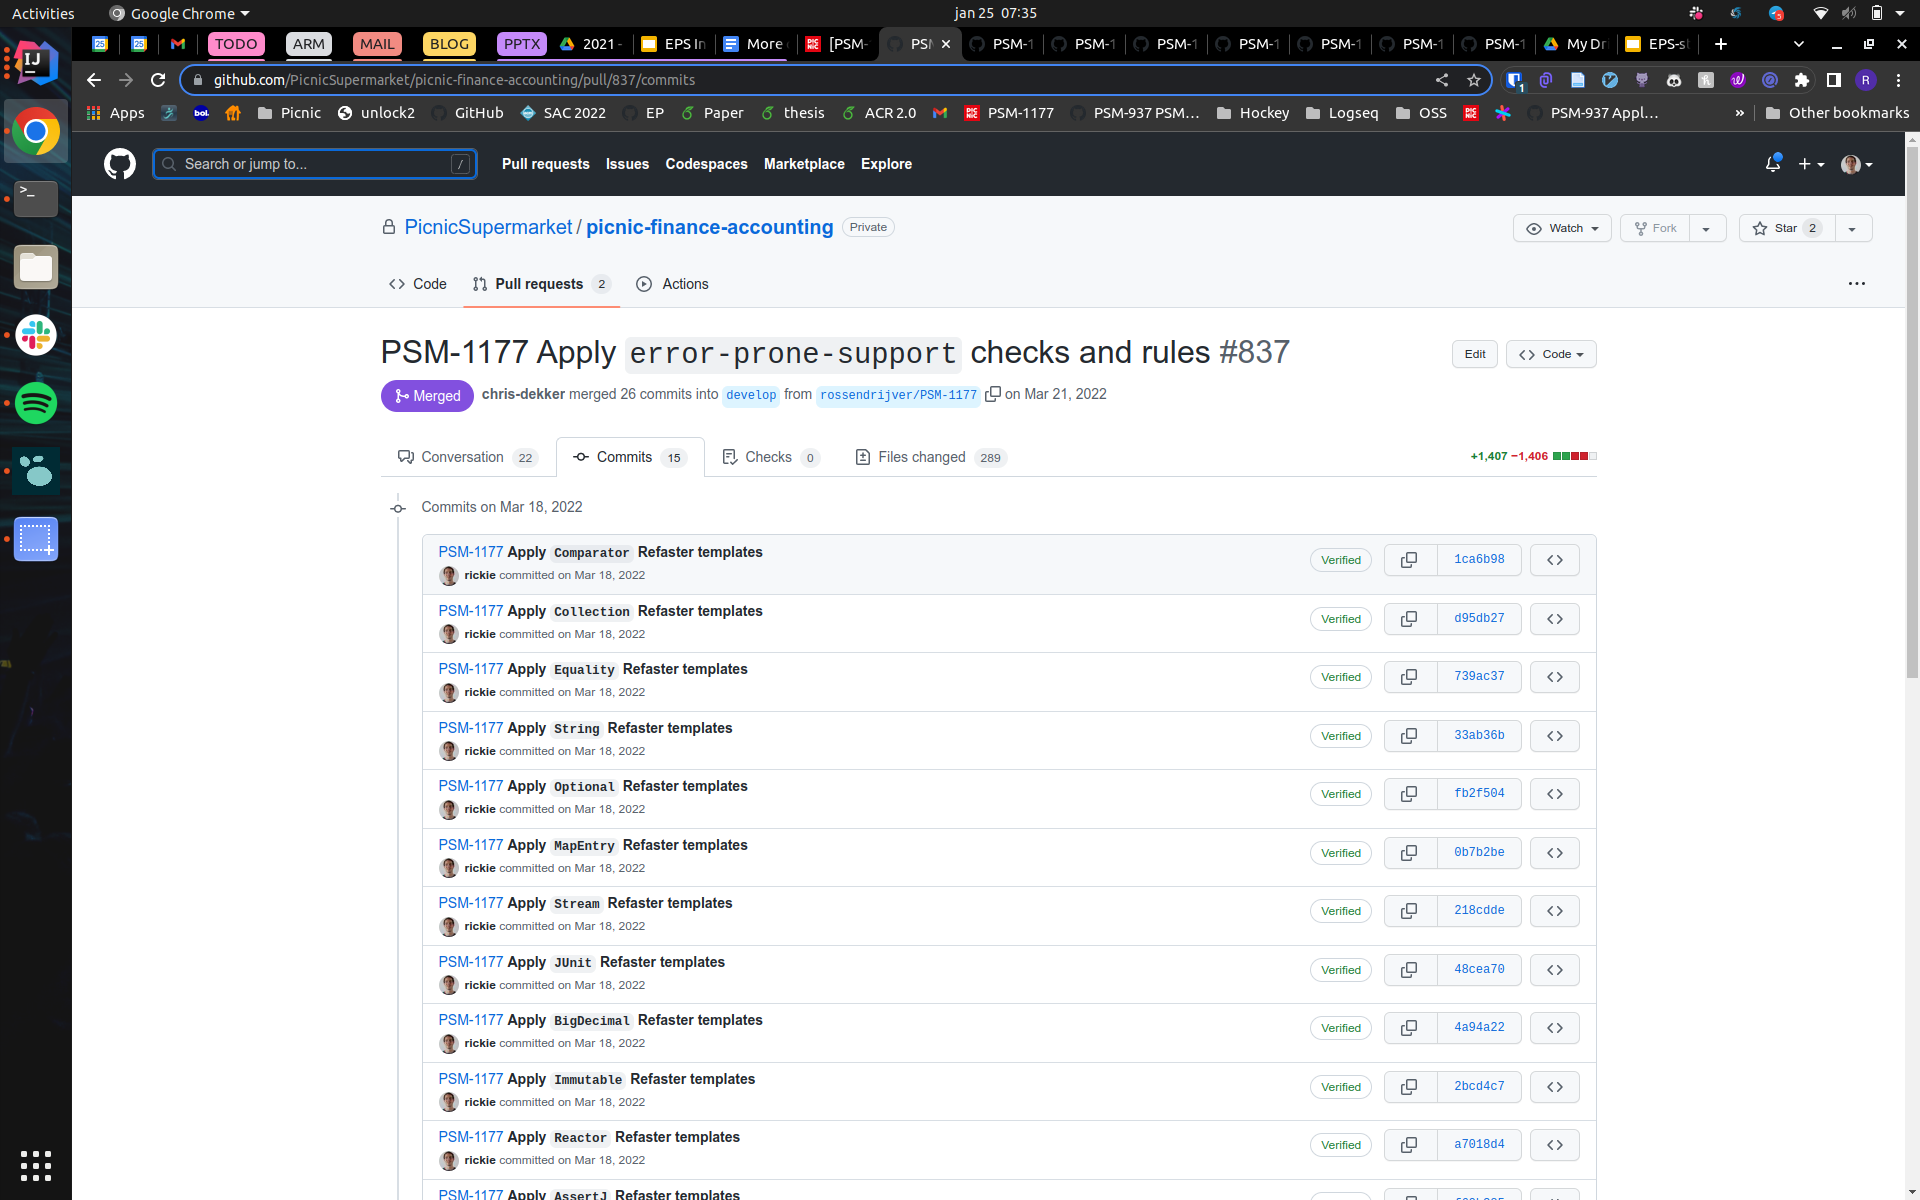 Activities Google Chrome jan 25 07:35
TODO ARM MAIL BLOG PPTX 2021 - EPS In More [PSM- PSM PSM-1 PSM-1 PSM-1 PSM-1 PSM-1 PSM-1 PSM-1 My Dr EPS-s
github.com/PicnicSupermarket/picnic-finance-accounting/pull/837/commits 1 R
Apps bol. Picnic unlock2 GitHub SAC 2022 EP Paper thesis ACR 2.0 PSM-1177 PSM-937 PSM... Hockey Logseq OSS PSM-937 Appl... » Other bookmarks
Search or jump to... / Pull requests Issues Codespaces Marketplace Explore
PicnicSupermarket / picnic-finance-accounting Private Watch Fork Star 2
Code Pull requests 2 Actions
PSM-1177 Apply error-prone-support checks and rules #837 Edit Code
Merged chris-dekker merged 26 commits into develop from rossendrijver/PSM-1177 on Mar 21, 2022
Conversation 22 Commits 15 Checks 0 Files changed 289 +1,407 −1,406
Commits on Mar 18, 2022
PSM-1177 Apply Comparator Refaster templates
rickie committed on Mar 18, 2022 Verified 1ca6b98
PSM-1177 Apply Collection Refaster templates
rickie committed on Mar 18, 2022 Verified d95db27
PSM-1177 Apply Equality Refaster templates
rickie committed on Mar 18, 2022 Verified 739ac37
PSM-1177 Apply String Refaster templates
rickie committed on Mar 18, 2022 Verified 33ab36b
PSM-1177 Apply Optional Refaster templates
rickie committed on Mar 18, 2022 Verified fb2f504
PSM-1177 Apply MapEntry Refaster templates
rickie committed on Mar 18, 2022 Verified 0b7b2be
PSM-1177 Apply Stream Refaster templates
rickie committed on Mar 18, 2022 Verified 218cdde
PSM-1177 Apply JUnit Refaster templates
rickie committed on Mar 18, 2022 Verified 48cea70
PSM-1177 Apply BigDecimal Refaster templates
rickie committed on Mar 18, 2022 Verified 4a94a22
PSM-1177 Apply Immutable Refaster templates
rickie committed on Mar 18, 2022 Verified 2bcd4c7
PSM-1177 Apply Reactor Refaster templates
rickie committed on Mar 18, 2022 Verified a7018d4
PSM-1177 Apply AssertJ Refaster templates